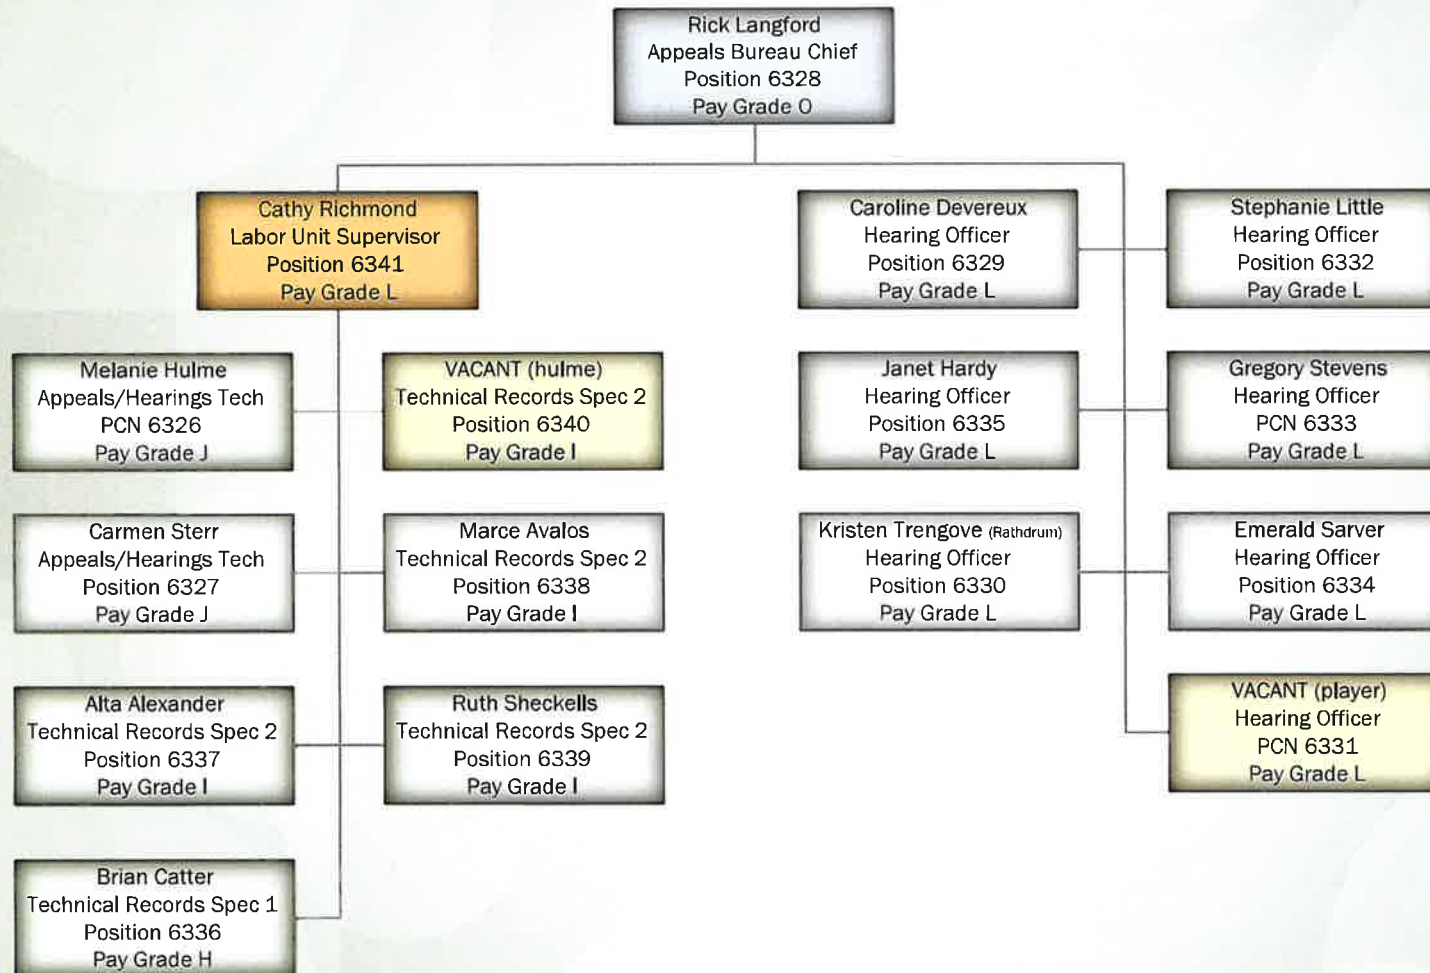 Rick Langford
Appeals Bureau Chief
Position 6328
Pay Grade O
Cathy Richmond
Labor Unit Supervisor
Position 6341
Pay Grade L
Caroline Devereux
Hearing Officer
Position 6329
Pay Grade L
Stephanie Little
Hearing Officer
Position 6332
Pay Grade L
Melanie Hulme
Appeals/Hearings Tech
PCN 6326
Pay Grade J
VACANT (hulme)
Technical Records Spec 2
Position 6340
Pay Grade I
Janet Hardy
Hearing Officer
Position 6335
Pay Grade L
Gregory Stevens
Hearing Officer
PCN 6333
Pay Grade L
Carmen Sterr
Appeals/Hearings Tech
Position 6327
Pay Grade J
Marce Avalos
Technical Records Spec 2
Position 6338
Pay Grade I
Kristen Trengove (Rathdrum)
Hearing Officer
Position 6330
Pay Grade L
Emerald Sarver
Hearing Officer
Position 6334
Pay Grade L
Alta Alexander
Technical Records Spec 2
Position 6337
Pay Grade I
Ruth Sheckells
Technical Records Spec 2
Position 6339
Pay Grade I
VACANT (player)
Hearing Officer
PCN 6331
Pay Grade L
Brian Catter
Technical Records Spec 1
Position 6336
Pay Grade H